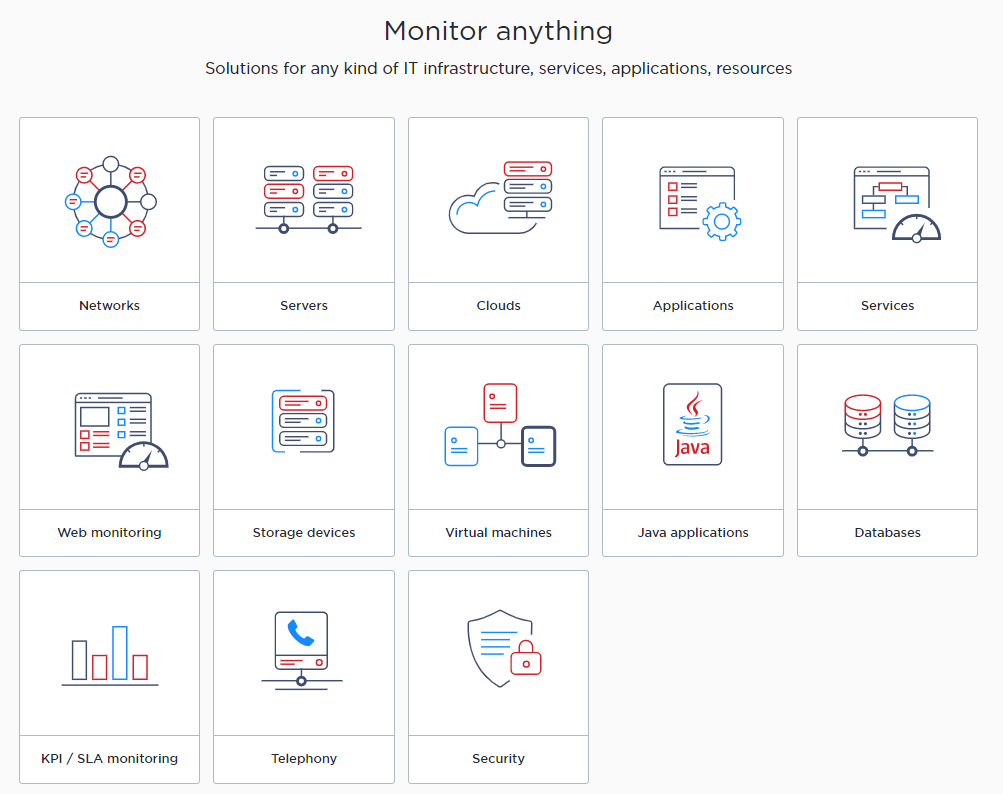 Monitor anything
Solutions for any kind of IT infrastructure, services, applications, resources
Networks
Servers
Clouds
Applications
Services
Web monitoring
Storage devices
Virtual machines
Java
Java applications
Databases
KPI / SLA monitoring
Telephony
Security